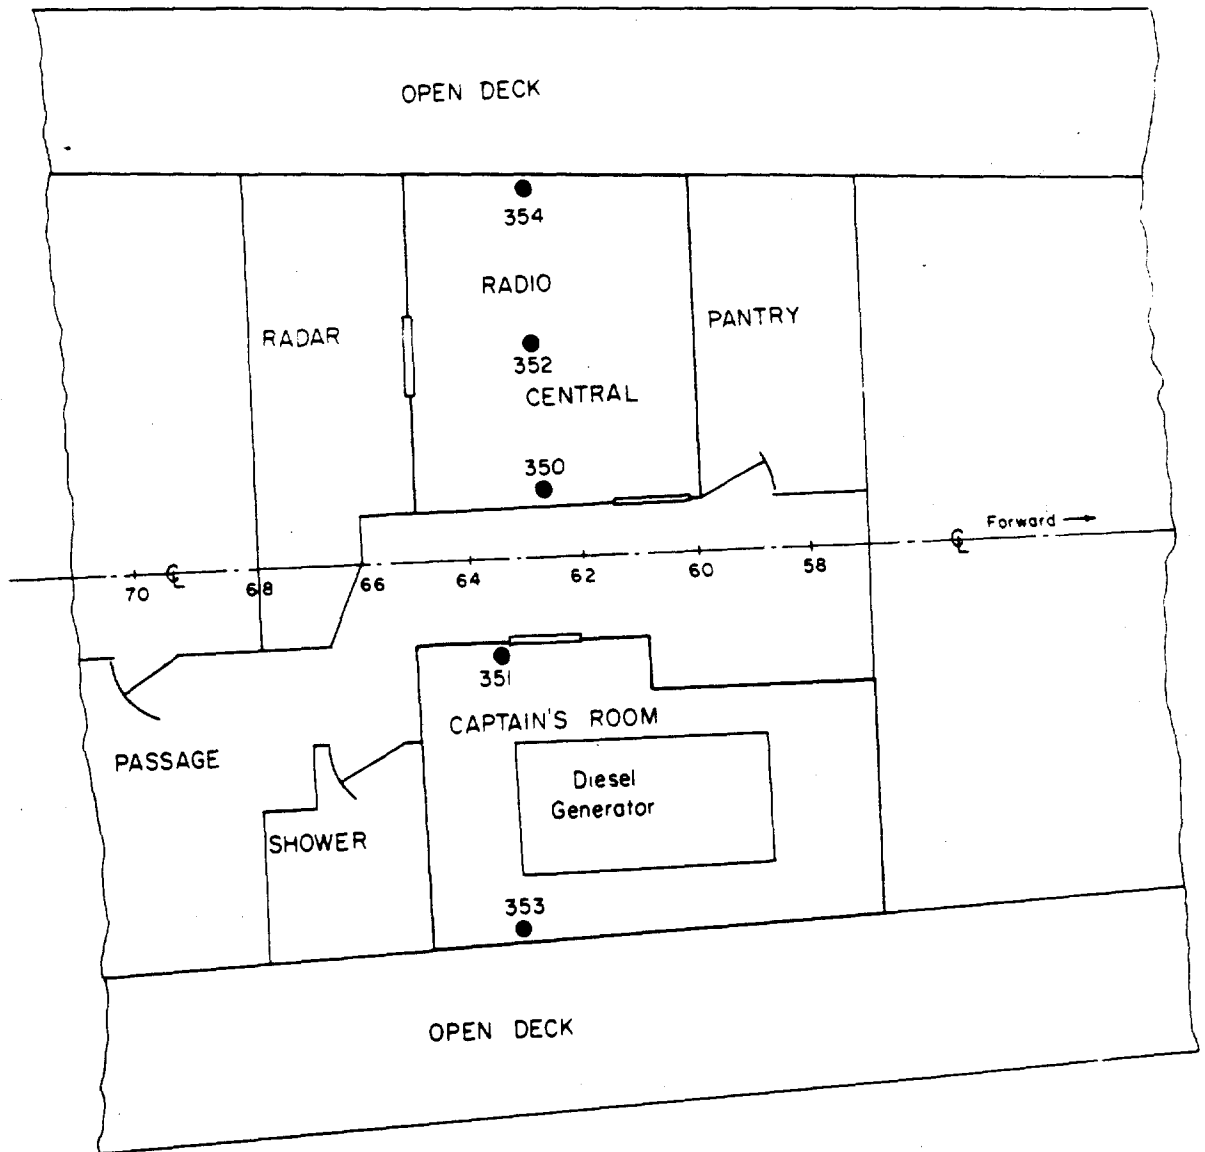 OPEN DECK
354
RADIO
RADAR
PANTRY
352
CENTRAL
350
Forward
℄
℄
70
68
66
64
62
60
58
351
CAPTAIN'S ROOM
PASSAGE
Diesel
Generator
SHOWER
353
OPEN DECK